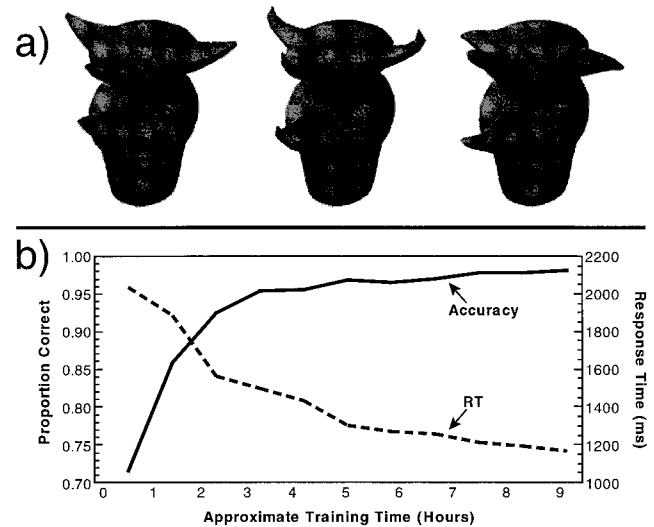 a)
b)
1.00
0.95
0.90
0.85
0.80
0.75
0.70
Proportion Correct
Accuracy
RT
2200
2000
1800
1600
1400
1200
1000
Response Time (ms)
0 1 2 3 4 5 6 7 8 9
Approximate Training Time (Hours)